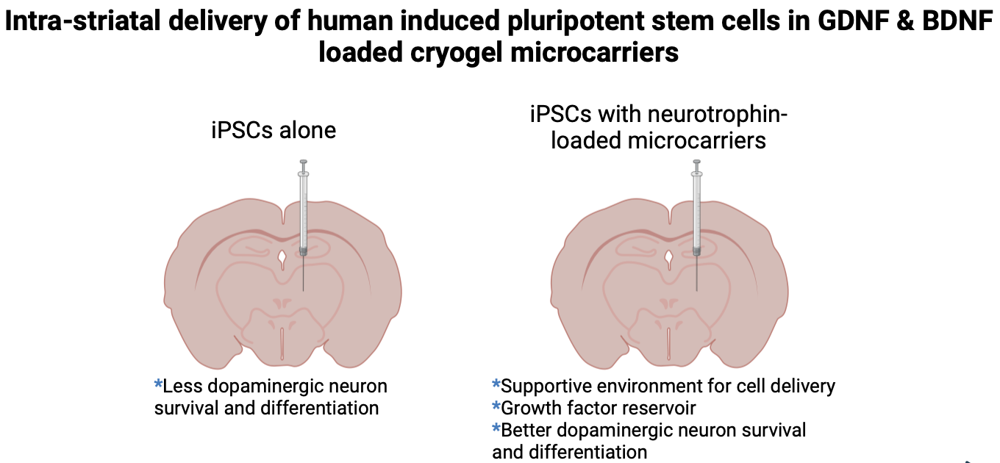 Intra-striatal delivery of human induced pluripotent stem cells in GDNF & BDNF
loaded cryogel microcarriers
iPSCs alone
*Less dopaminergic neuron
survival and differentiation
iPSCs with neurotrophin-
loaded microcarriers
*Supportive environment for cell delivery
*Growth factor reservoir
*Better dopaminergic neuron survival
and differentiation